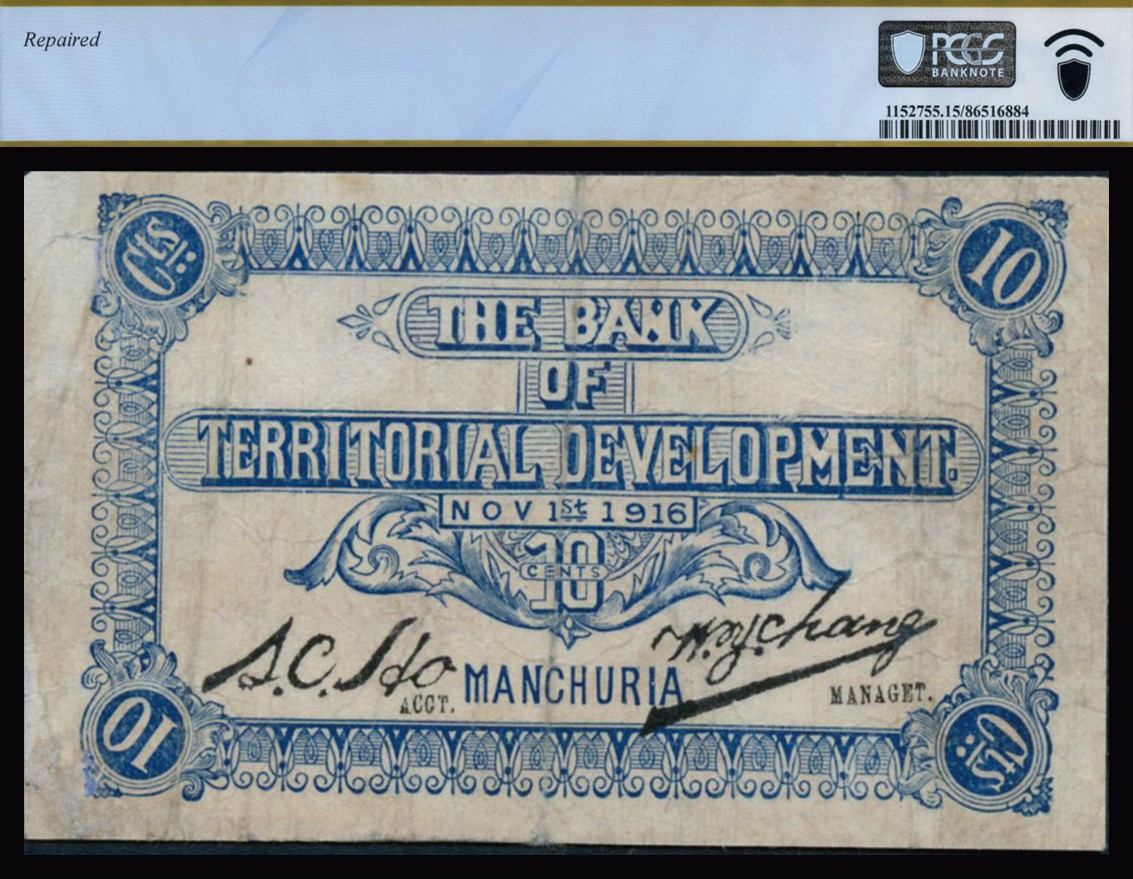 Repaired
PCGS
BANKNOTE
1152755.15/86516884
Cts. 10
THE BANK
OF
TERRITORIAL DEVELOPMENT.
NOV 1st 1916
10
CENTS
10
S.C. Ho MANCHURIA W.Y. Chang
ACCT. MANAGET.
10 Cts.